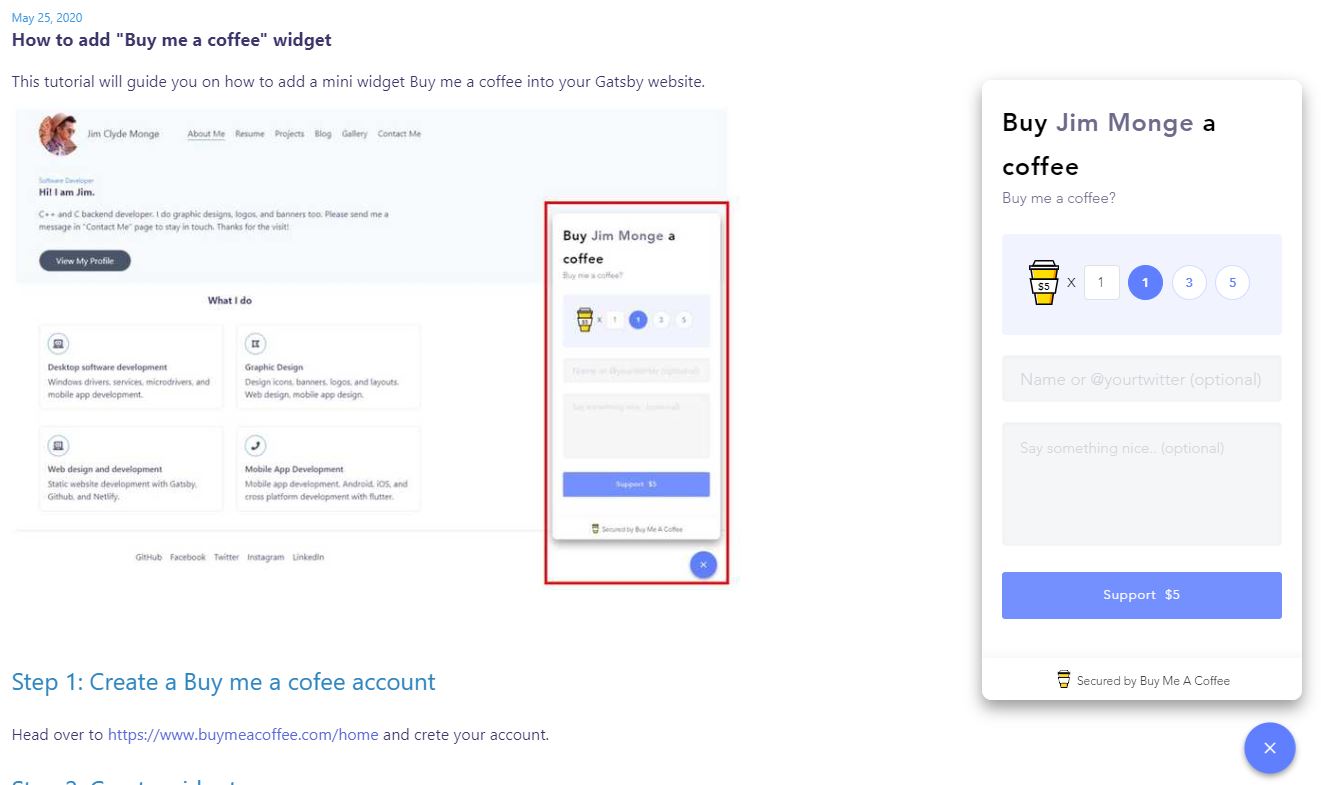 May 25, 2020
How to add "Buy me a coffee" widget
This tutorial will guide you on how to add a mini widget Buy me a coffee into your Gatsby website.
Jim Clyde Monge
About Me Resume Projects Blog Gallery Contact Me
Software Developer
Hi! I am Jim.
C++ and C backend developer. I do graphic designs, logos, and banners too. Please send me a
message in "Contact Me" page to stay in touch. Thanks for the visit!
View My Profile
What I do
Desktop software development
Windows drivers, services, microdrivers, and
mobile app development.
Graphic Design
Design icons, banners, logos, and layouts.
Web design, mobile app design.
Web design and development
Static website development with Gatsby,
Github, and Netlify.
Mobile App Development
Mobile app development. Android, iOS, and
cross platform development with flutter.
GitHub Facebook Twitter Instagram LinkedIn
Buy Jim Monge a
coffee
Buy me a coffee?
$5 x 1 1 3 5
Name or @yourtwitter (optional)
Say something nice.. (optional)
Support $5
Secured by Buy Me A Coffee
×
Step 1: Create a Buy me a cofee account
Head over to https://www.buymeacoffee.com/home and crete your account.
Buy Jim Monge a
coffee
Buy me a coffee?
$5 X 1 1 3 5
Name or @yourtwitter (optional)
Say something nice.. (optional)
Support $5
Secured by Buy Me A Coffee
×